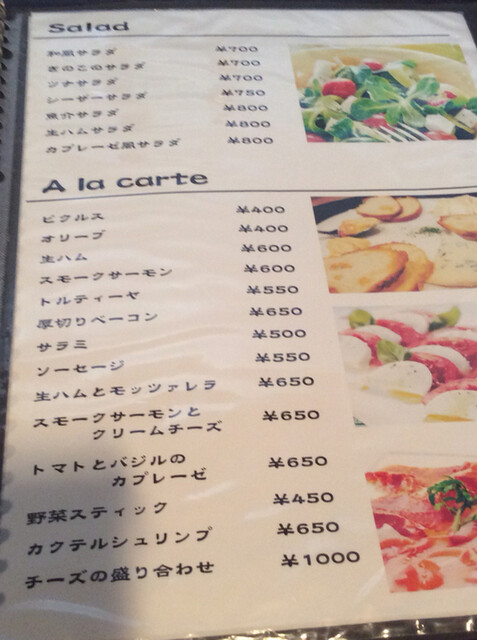 Salad
和風サラダ ¥700
きのこのサラダ ¥700
ツナサラダ ¥700
シーザーサラダ ¥750
魚介サラダ ¥800
生ハムサラダ ¥800
カプレーゼ風サラダ ¥800
A la carte
ピクルス ¥400
オリーブ ¥400
生ハム ¥600
スモークサーモン ¥600
トルティーヤ ¥550
厚切りベーコン ¥650
サラミ ¥500
ソーセージ ¥550
生ハムとモッツァレラ ¥650
スモークサーモンと ¥650
クリームチーズ
トマトとバジルの ¥650
カプレーゼ
野菜スティック ¥450
カクテルシュリンプ ¥650
チーズの盛り合わせ ¥1000